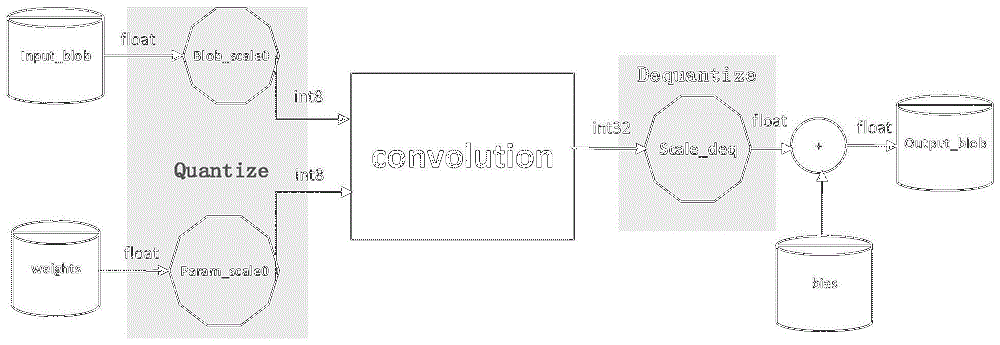 Input_blob
float
Blob_scale0
int8
Quantize
weights
float
Param_scale0
int8
convolution
int32
Dequantize
Scale_deq
float
+
bias
float
Output_blob